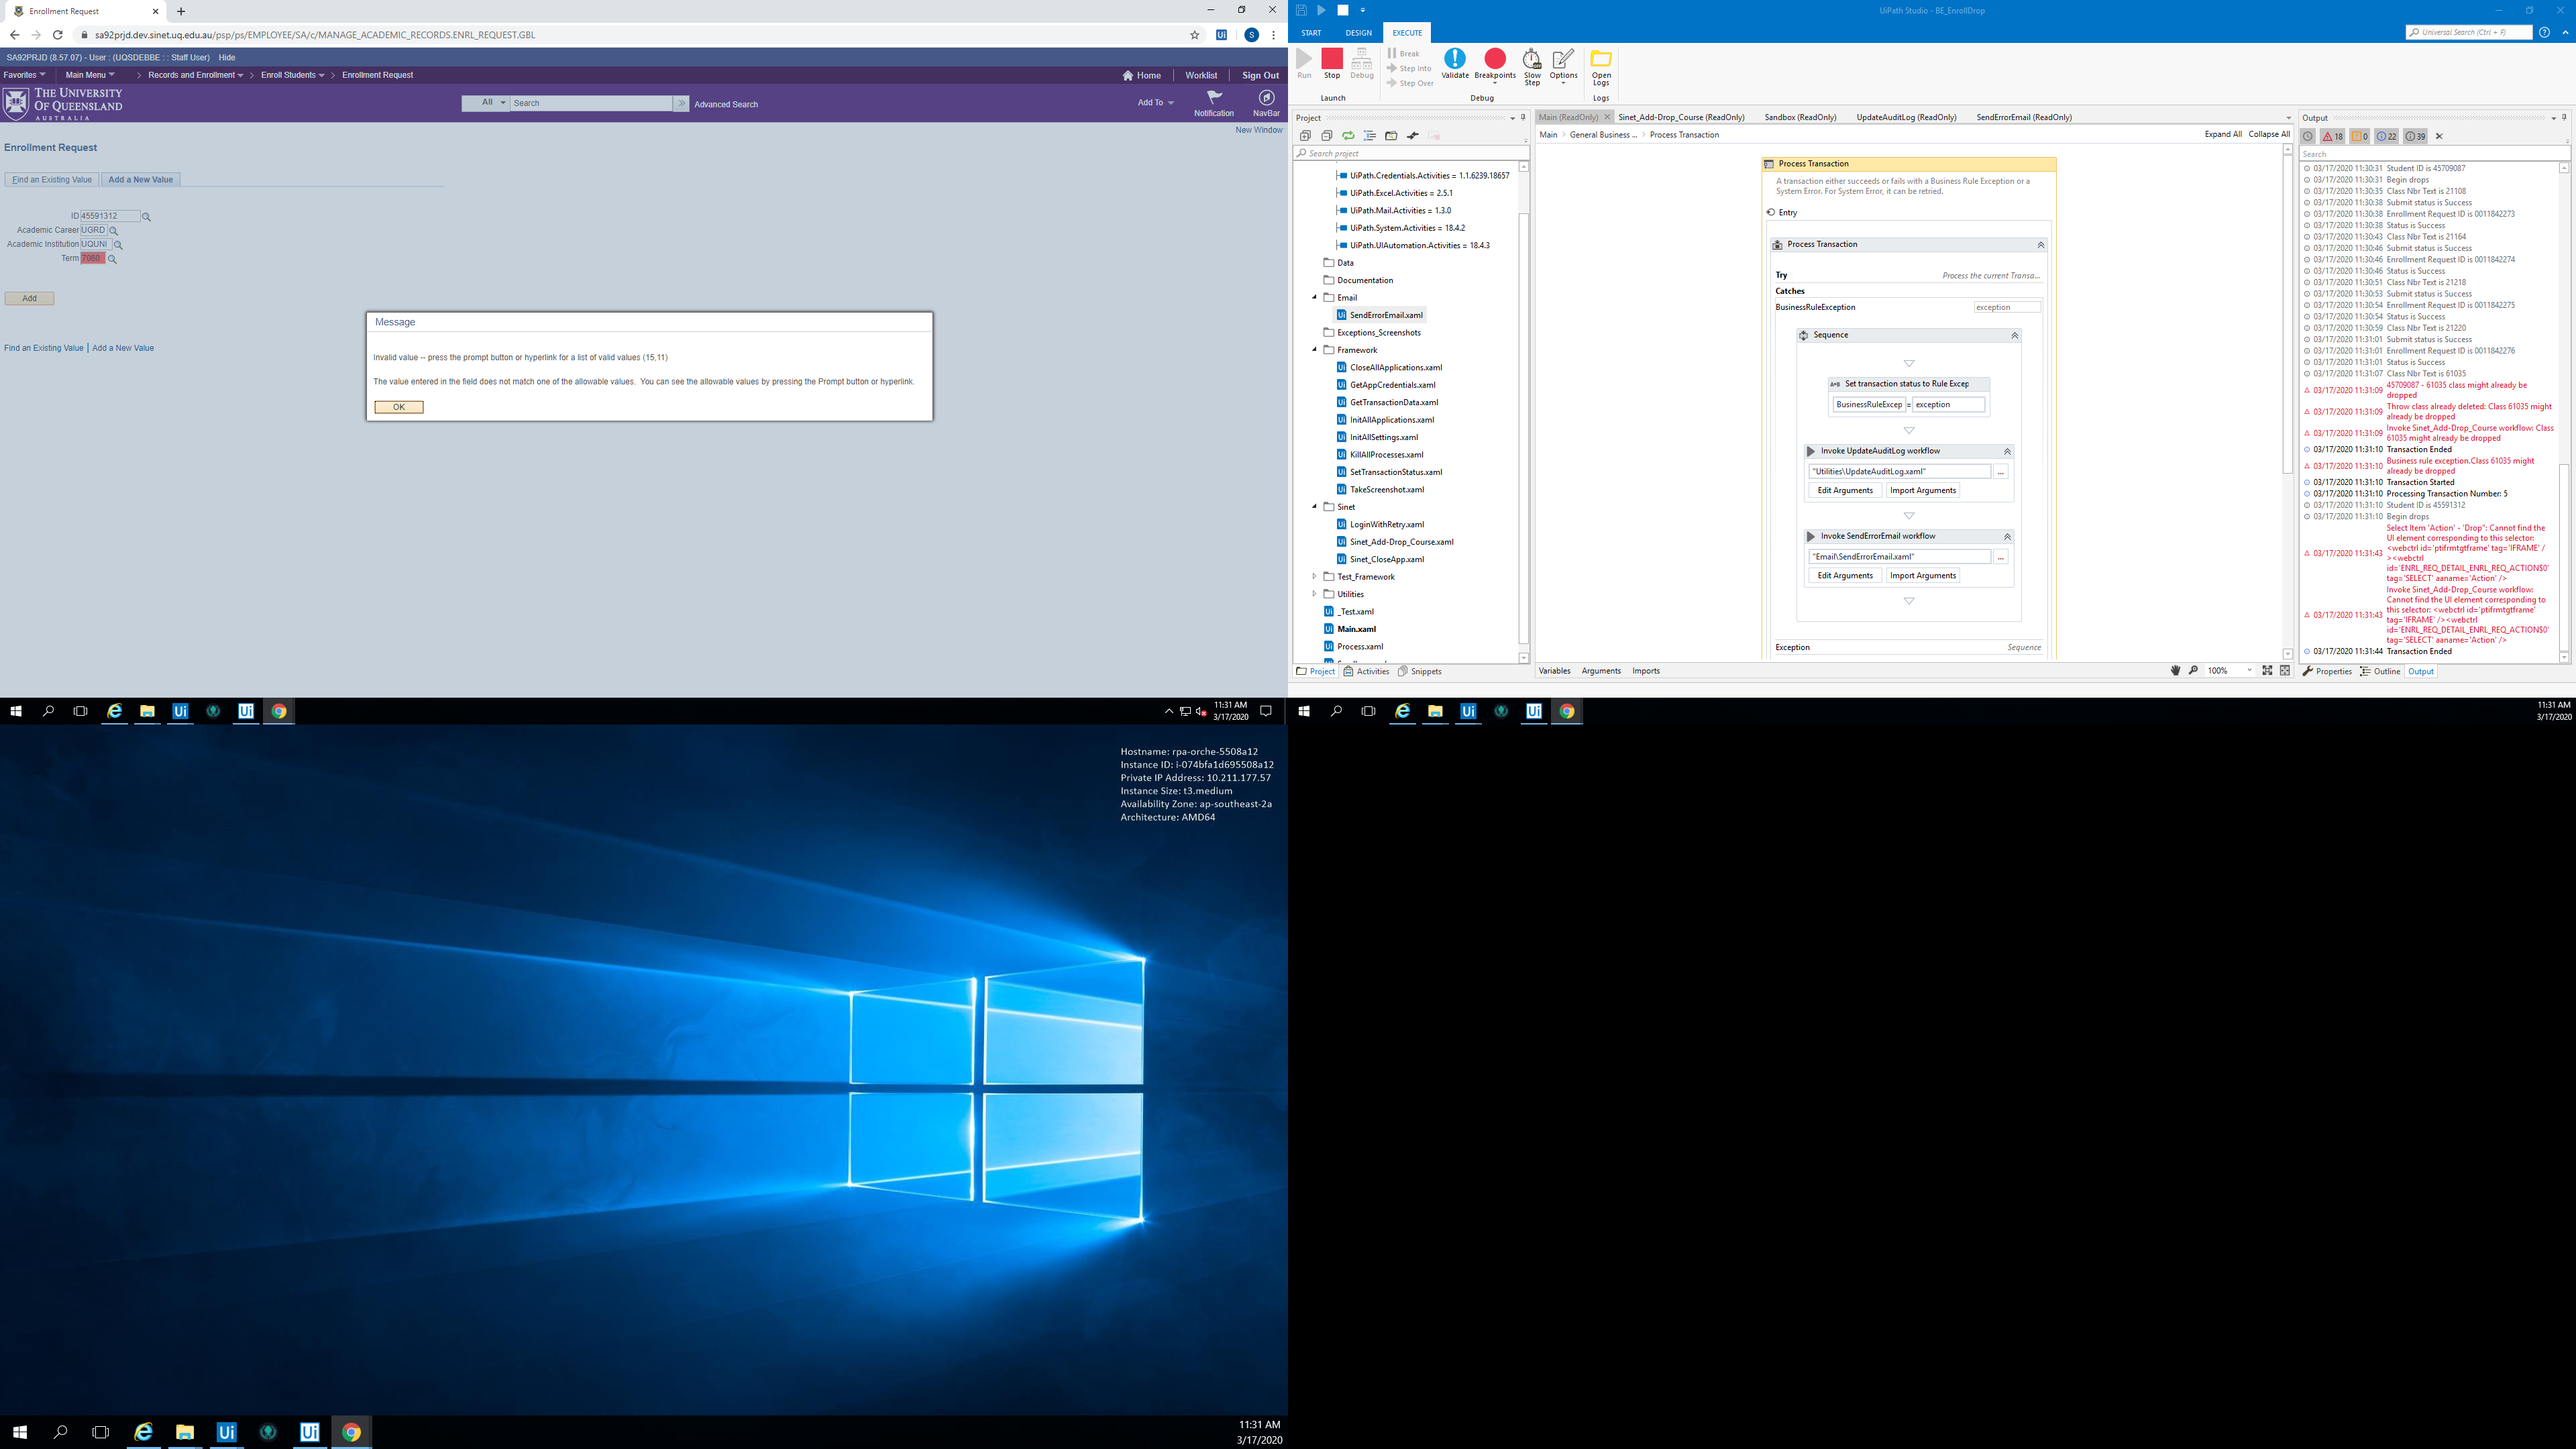 Enrollment Request
sa92prjd.dev.sinet.uq.edu.au/psp/ps/EMPLOYEE/SA/c/MANAGE_ACADEMIC_RECORDS.ENRL_REQUEST.GBL
SA92PRJD (8.57.07) - User : (UQSDEBBE : : Staff User) Hide
Favorites Main Menu > Records and Enrollment > Enroll Students > Enrollment Request
Home Worklist Sign Out
THE UNIVERSITY
OF QUEENSLAND
AUSTRALIA
All Search Advanced Search
Add To Notification NavBar
New Window
Enrollment Request
Find an Existing Value Add a New Value
ID 45591312
Academic Career UGRD
Academic Institution UQUNI
Term 7060
Add
Find an Existing Value | Add a New Value
Message
Invalid value -- press the prompt button or hyperlink for a list of valid values (15,11)
The value entered in the field does not match one of the allowable values. You can see the allowable values by pressing the Prompt button or hyperlink.
OK
11:31 AM
3/17/2020
UiPath Studio - BE_EnrollDrop
START DESIGN EXECUTE
Universal Search (Ctrl + F)
Run Stop Debug
Break
Step Into
Step Over
Validate Breakpoints Slow Step Options Open Logs
Launch Debug Logs
Project
Search project
UiPath.Credentials.Activities = 1.1.6239.18657
UiPath.Excel.Activities = 2.5.1
UiPath.Mail.Activities = 1.3.0
UiPath.System.Activities = 18.4.2
UiPath.UIAutomation.Activities = 18.4.3
Data
Documentation
Email
SendErrorEmail.xaml
Exceptions_Screenshots
Framework
CloseAllApplications.xaml
GetAppCredentials.xaml
GetTransactionData.xaml
InitAllApplications.xaml
InitAllSettings.xaml
KillAllProcesses.xaml
SetTransactionStatus.xaml
TakeScreenshot.xaml
Sinet
LoginWithRetry.xaml
Sinet_Add-Drop_Course.xaml
Sinet_CloseApp.xaml
Test_Framework
Utilities
_Test.xaml
Main.xaml
Process.xaml
Project Activities Snippets
Main (ReadOnly) Sinet_Add-Drop_Course (ReadOnly) Sandbox (ReadOnly) UpdateAuditLog (ReadOnly) SendErrorEmail (ReadOnly)
Main > General Business ... > Process Transaction
Expand All Collapse All
Process Transaction
A transaction either succeeds or fails with a Business Rule Exception or a
System Error. For System Error, it can be retried.
Entry
Process Transaction
Try Process the current Transa...
Catches
BusinessRuleException exception
Sequence
A+B Set transaction status to Rule Excep
BusinessRuleExcep = exception
Invoke UpdateAuditLog workflow
"Utilities\UpdateAuditLog.xaml" ...
Edit Arguments Import Arguments
Invoke SendErrorEmail workflow
"Email\SendErrorEmail.xaml" ...
Edit Arguments Import Arguments
Exception Sequence
Variables Arguments Imports
100%
Output
18 0 22 39
Search
03/17/2020 11:30:31 Student ID is 45709087
03/17/2020 11:30:31 Begin drops
03/17/2020 11:30:35 Class Nbr Text is 21108
03/17/2020 11:30:38 Submit status is Success
03/17/2020 11:30:38 Enrollment Request ID is 0011842273
03/17/2020 11:30:38 Status is Success
03/17/2020 11:30:43 Class Nbr Text is 21164
03/17/2020 11:30:46 Submit status is Success
03/17/2020 11:30:46 Enrollment Request ID is 0011842274
03/17/2020 11:30:46 Status is Success
03/17/2020 11:30:51 Class Nbr Text is 21218
03/17/2020 11:30:53 Submit status is Success
03/17/2020 11:30:54 Enrollment Request ID is 0011842275
03/17/2020 11:30:54 Status is Success
03/17/2020 11:30:59 Class Nbr Text is 21220
03/17/2020 11:31:01 Submit status is Success
03/17/2020 11:31:01 Enrollment Request ID is 0011842276
03/17/2020 11:31:01 Status is Success
03/17/2020 11:31:07 Class Nbr Text is 61035
03/17/2020 11:31:09 45709087 - 61035 class might already be
dropped
03/17/2020 11:31:09 Throw class already deleted: Class 61035 might
already be dropped
03/17/2020 11:31:09 Invoke Sinet_Add-Drop_Course workflow: Class
61035 might already be dropped
03/17/2020 11:31:10 Transaction Ended
03/17/2020 11:31:10 Business rule exception.Class 61035 might
already be dropped
03/17/2020 11:31:10 Transaction Started
03/17/2020 11:31:10 Processing Transaction Number: 5
03/17/2020 11:31:10 Student ID is 45591312
03/17/2020 11:31:10 Begin drops
03/17/2020 11:31:43 Select Item 'Action' - 'Drop": Cannot find the
UI element corresponding to this selector:
<webctrl id='ptifrmtgtframe' tag='IFRAME' /
><webctrl
id='ENRL_REQ_DETAIL_ENRL_REQ_ACTION$0'
tag='SELECT' aaname='Action' />
03/17/2020 11:31:43 Invoke Sinet_Add-Drop_Course workflow:
Cannot find the UI element corresponding to
this selector: <webctrl id='ptifrmtgtframe'
tag='IFRAME' /><webctrl
id='ENRL_REQ_DETAIL_ENRL_REQ_ACTION$0'
tag='SELECT' aaname='Action' />
03/17/2020 11:31:44 Transaction Ended
Properties Outline Output
11:31 AM
3/17/2020
Hostname: rpa-orche-5508a12
Instance ID: i-074bfa1d695508a12
Private IP Address: 10.211.177.57
Instance Size: t3.medium
Availability Zone: ap-southeast-2a
Architecture: AMD64
11:31 AM
3/17/2020